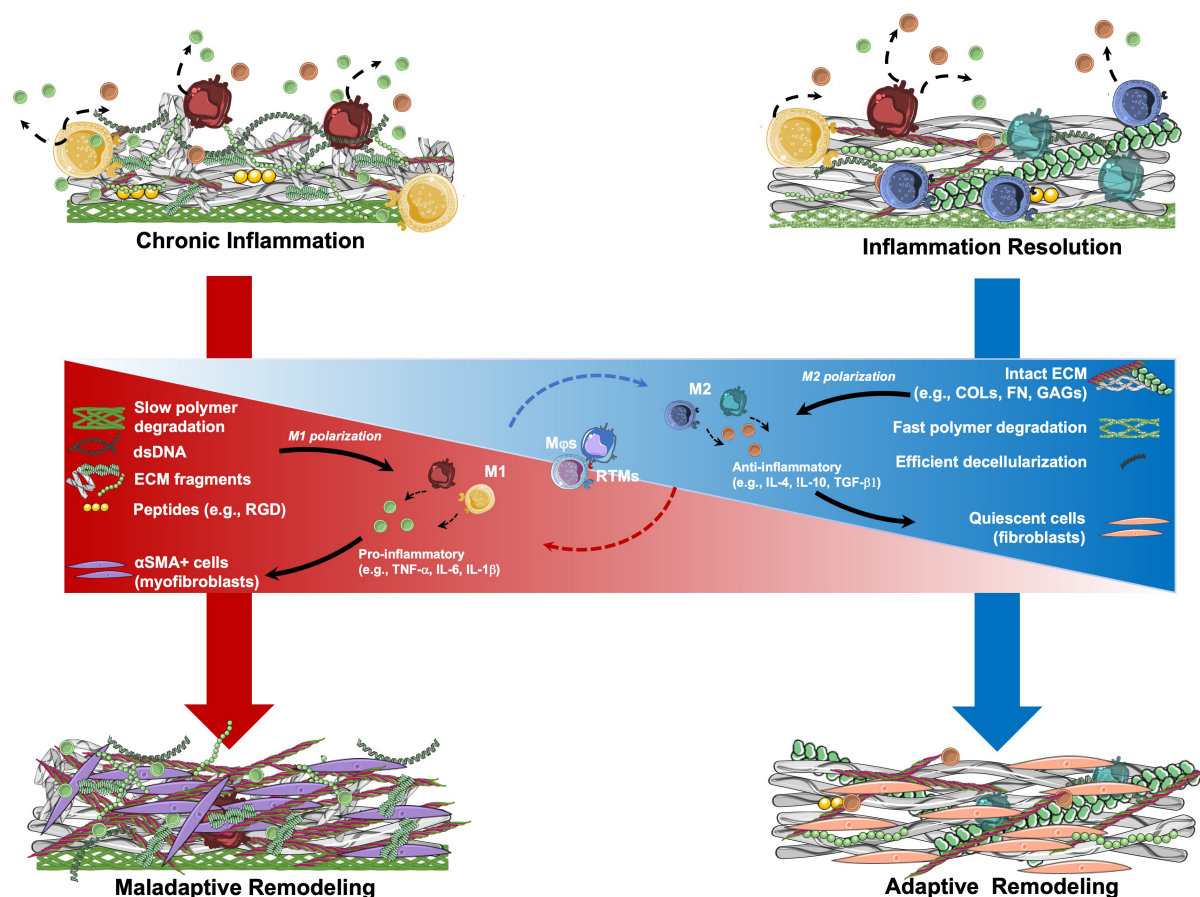 Chronic Inflammation
Inflammation Resolution
Slow polymer
degradation
dsDNA
ECM fragments
Peptides (e.g., RGD)
αSMA+ cells
(myofibroblasts)
M1 polarization
M1
Pro-inflammatory
(e.g., TNF-α, IL-6, IL-1β)
Mφs
RTMs
M2
Anti-inflammatory
(e.g., IL-4, IL-10, TGF-β1)
M2 polarization
Intact ECM
(e.g., COLs, FN, GAGs)
Fast polymer degradation
Efficient decellularization
Quiescent cells
(fibroblasts)
Maladaptive Remodeling
Adaptive Remodeling